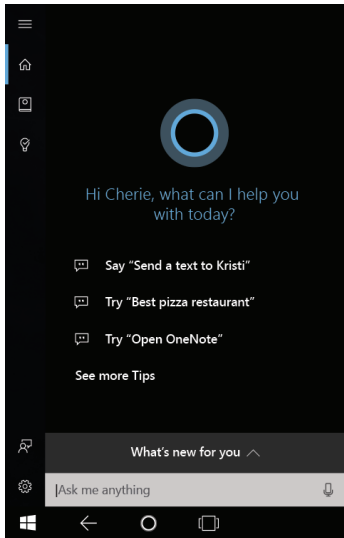 Hi Cherie, what can I help you
with today?
Say “Send a text to Kristi”
Try “Best pizza restaurant”
Try “Open OneNote”
See more Tips
What's new for you
Ask me anything